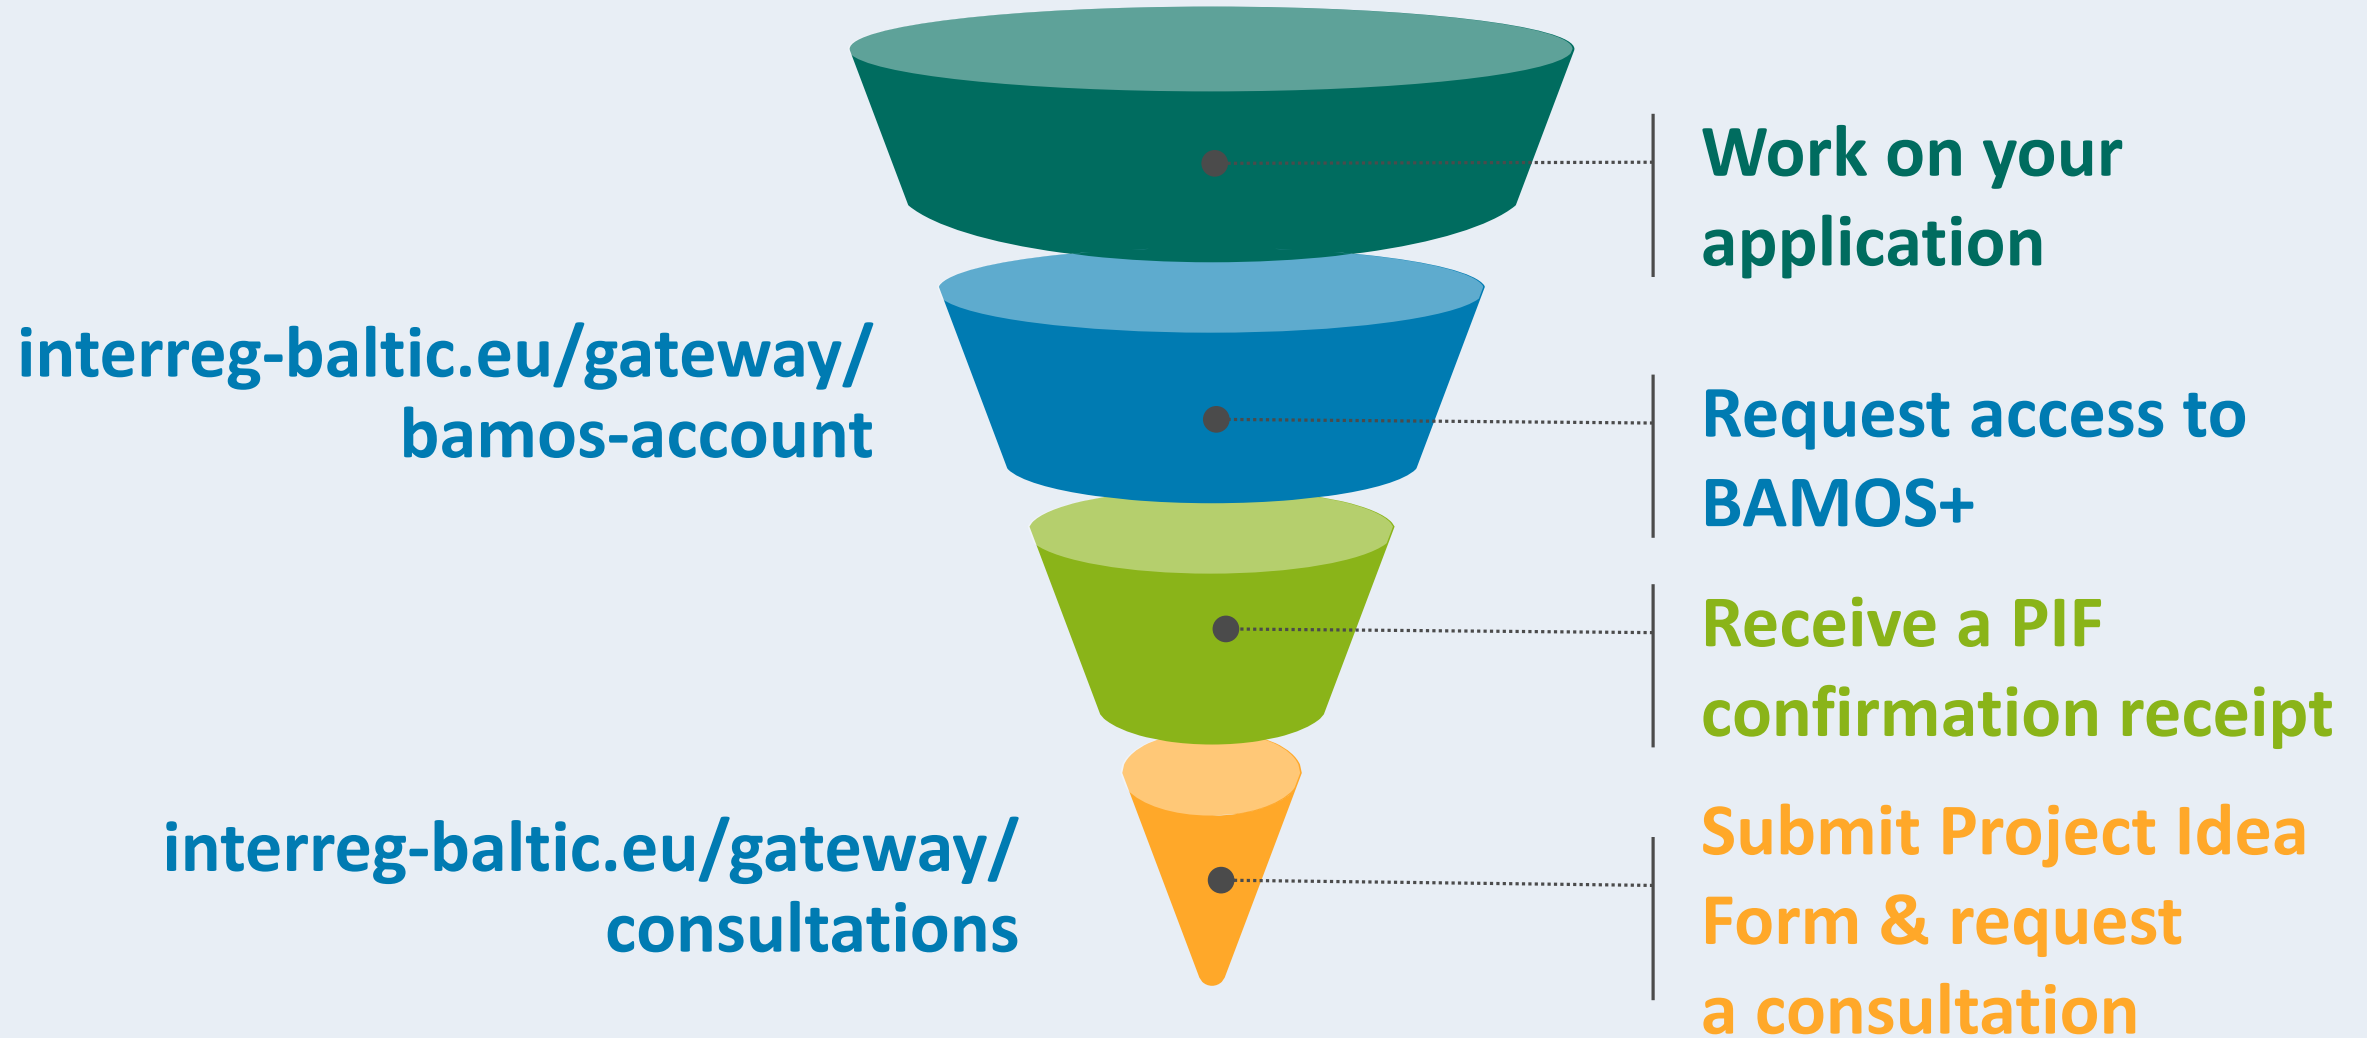 Work on your
application
interreg-baltic.eu/gateway/
bamos-account
Request access to
BAMOS+
Receive a PIF
confirmation receipt
interreg-baltic.eu/gateway/
consultations
Submit Project Idea
Form & request
a consultation